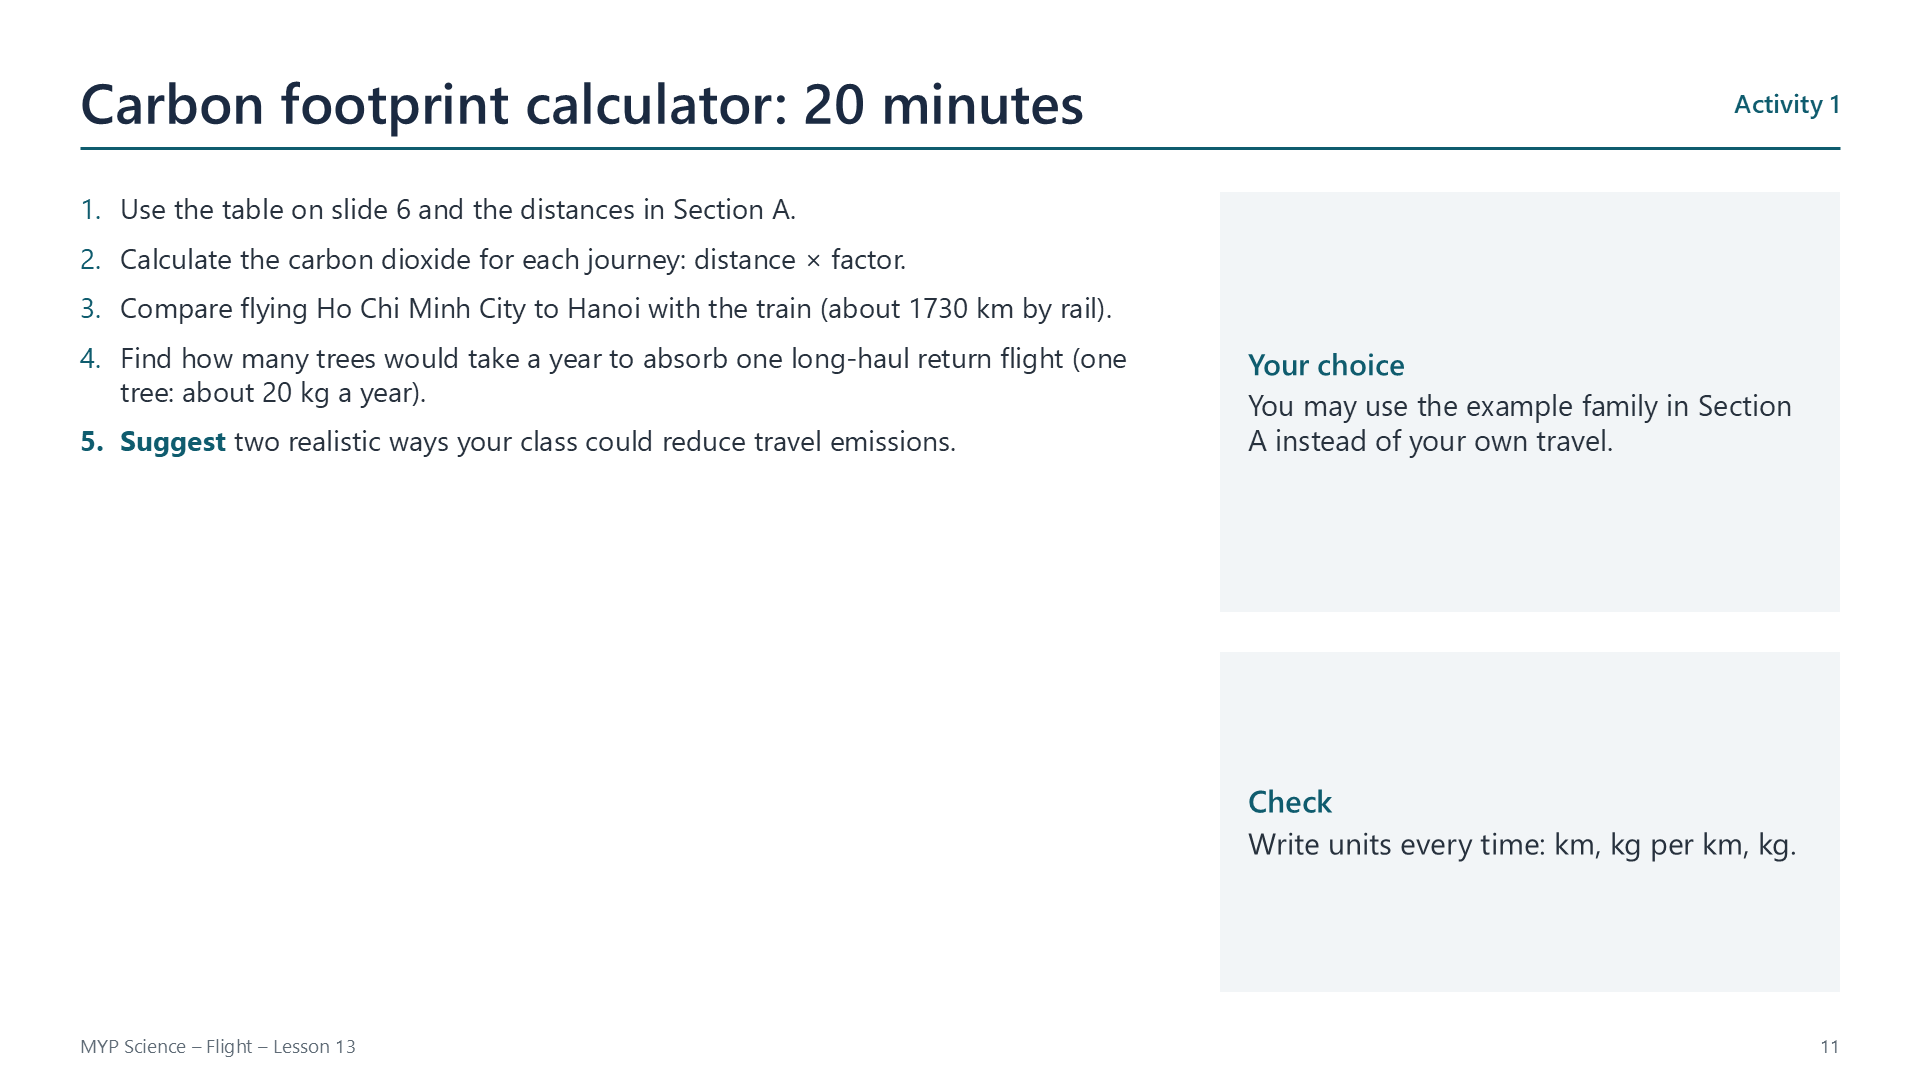 Carbon footprint calculator: 20 minutes
Activity 1
1. Use the table on slide 6 and the distances in Section A.
2. Calculate the carbon dioxide for each journey: distance × factor.
3. Compare flying Ho Chi Minh City to Hanoi with the train (about 1730 km by rail).
4. Find how many trees would take a year to absorb one long-haul return flight (one
tree: about 20 kg a year).
5. Suggest two realistic ways your class could reduce travel emissions.
Your choice
You may use the example family in Section
A instead of your own travel.
Check
Write units every time: km, kg per km, kg.
MYP Science – Flight – Lesson 13
11